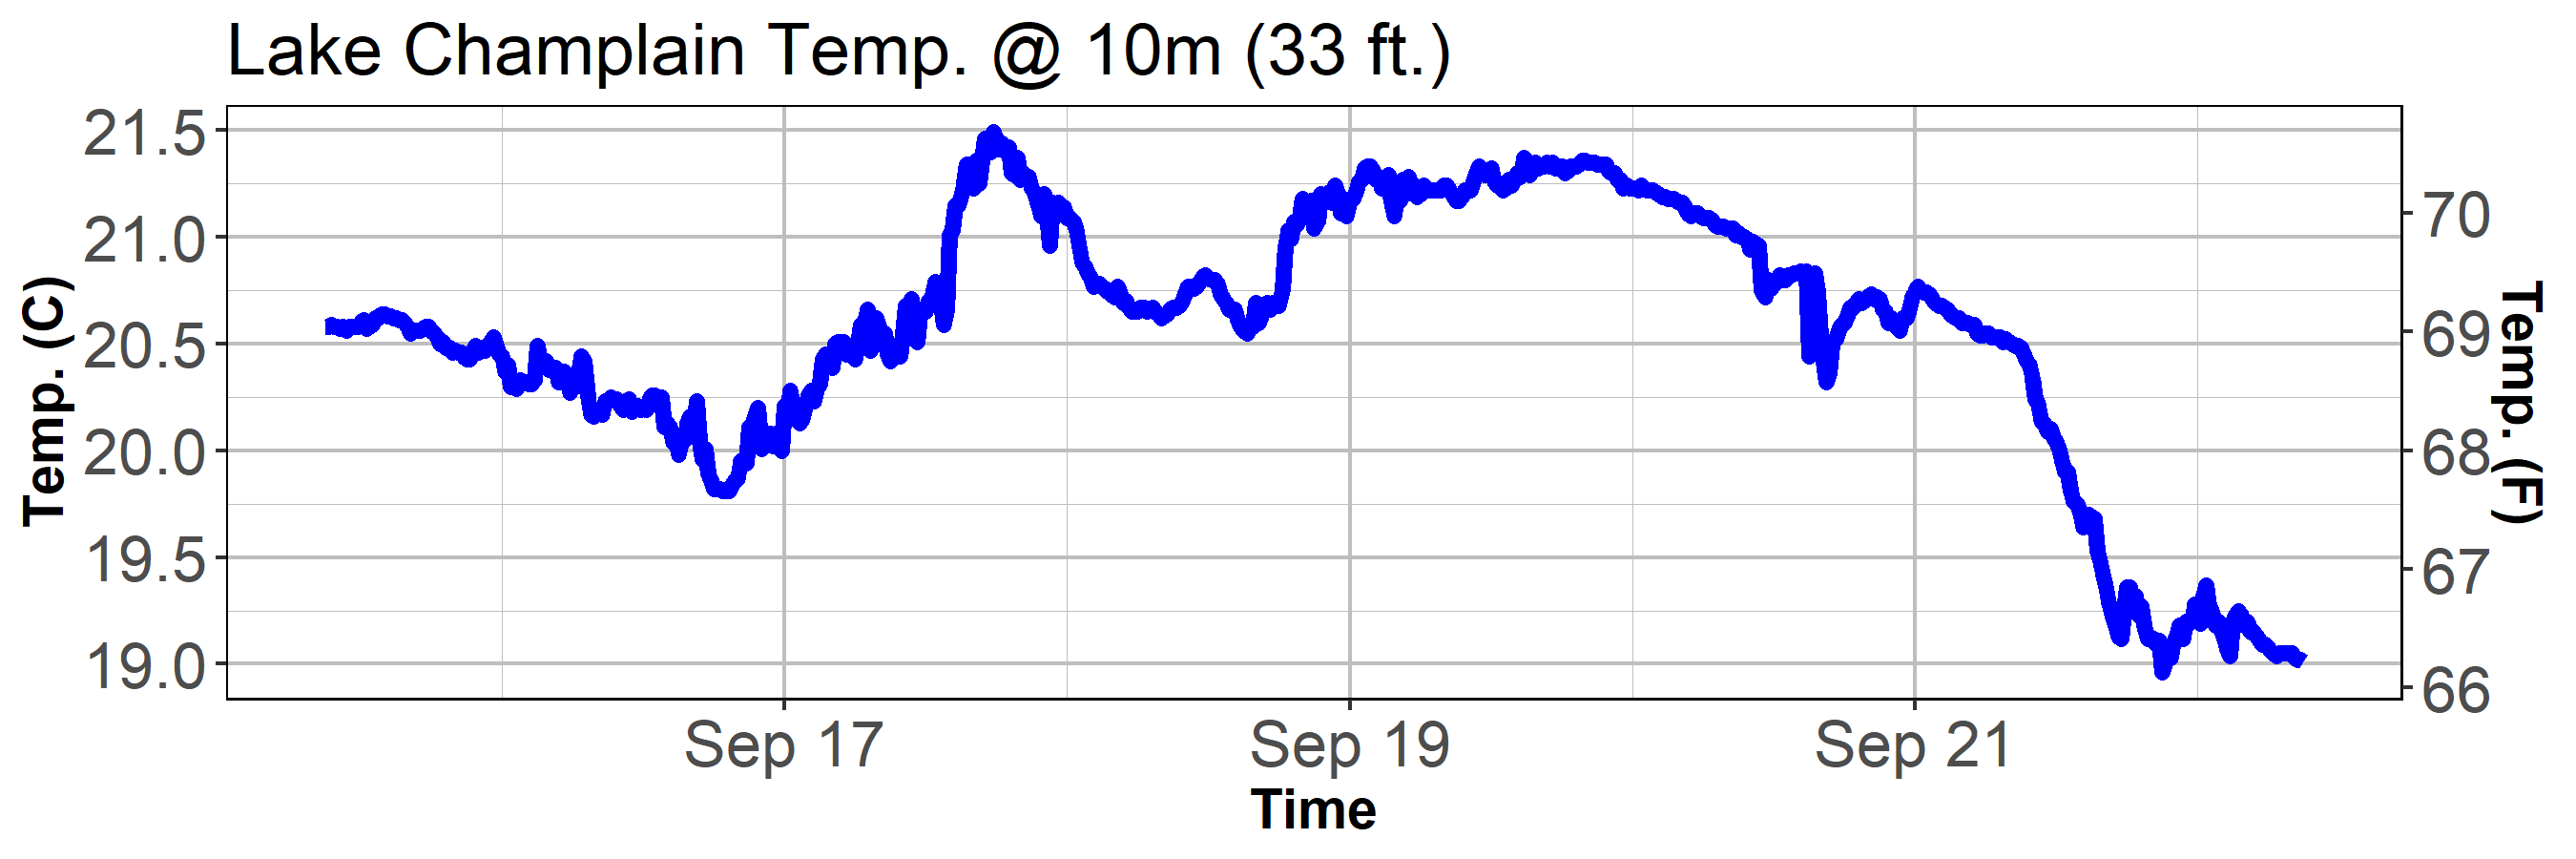 Lake Champlain Temp. @ 10m (33 ft.)
Temp. (C)
21.5
21.0
20.5
20.0
19.5
19.0
70
69
68
67
66
Temp. (F)
Sep 17 Sep 19 Sep 21
Time